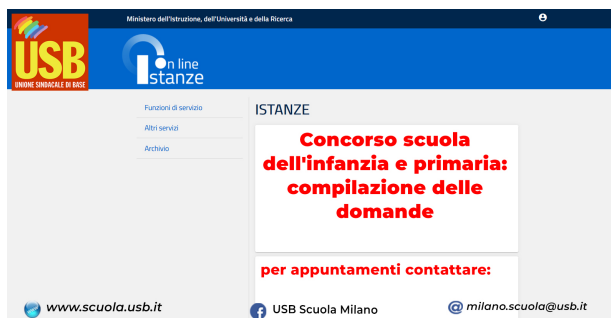 Ministero dell'Istruzione, dell'Università e della Ricerca
USB
UNIONE SINDACALE DI BASE
On line
Istanze
Funzioni di servizio
Altri servizi
Archivio
ISTANZE
Concorso scuola
dell'infanzia e primaria:
compilazione delle
domande
per appuntamenti contattare:
www.scuola.usb.it
USB Scuola Milano
@ milano.scuola@usb.it